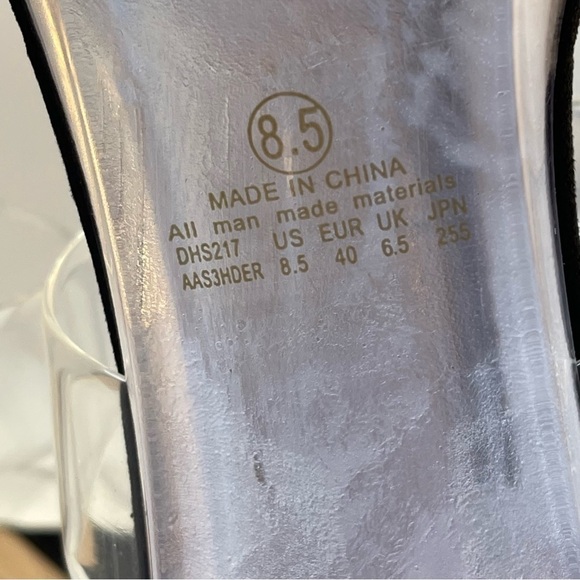 8.5
MADE IN CHINA
All man made materials
DHS217 US EUR UK JPN
AAS3HDER 8.5 40 6.5 255